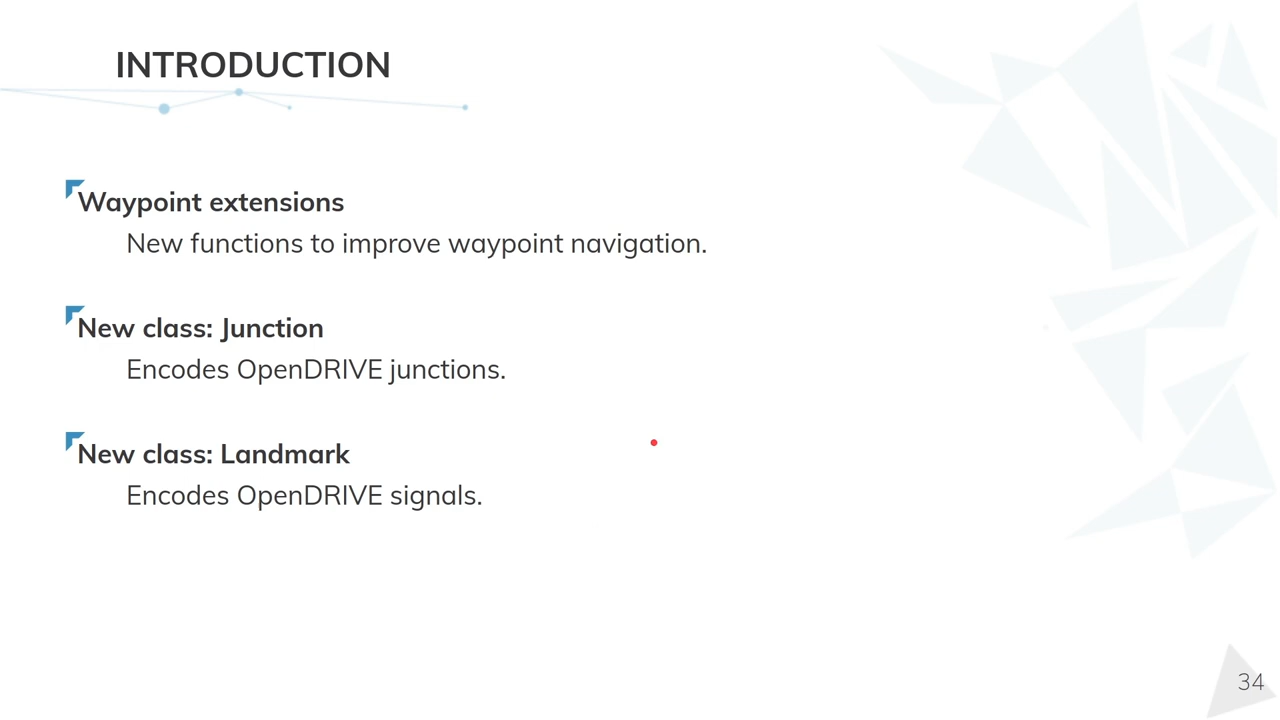 INTRODUCTION
Waypoint extensions
New functions to improve waypoint navigation.
New class: Junction
Encodes OpenDRIVE junctions.
New class: Landmark
Encodes OpenDRIVE signals.
34